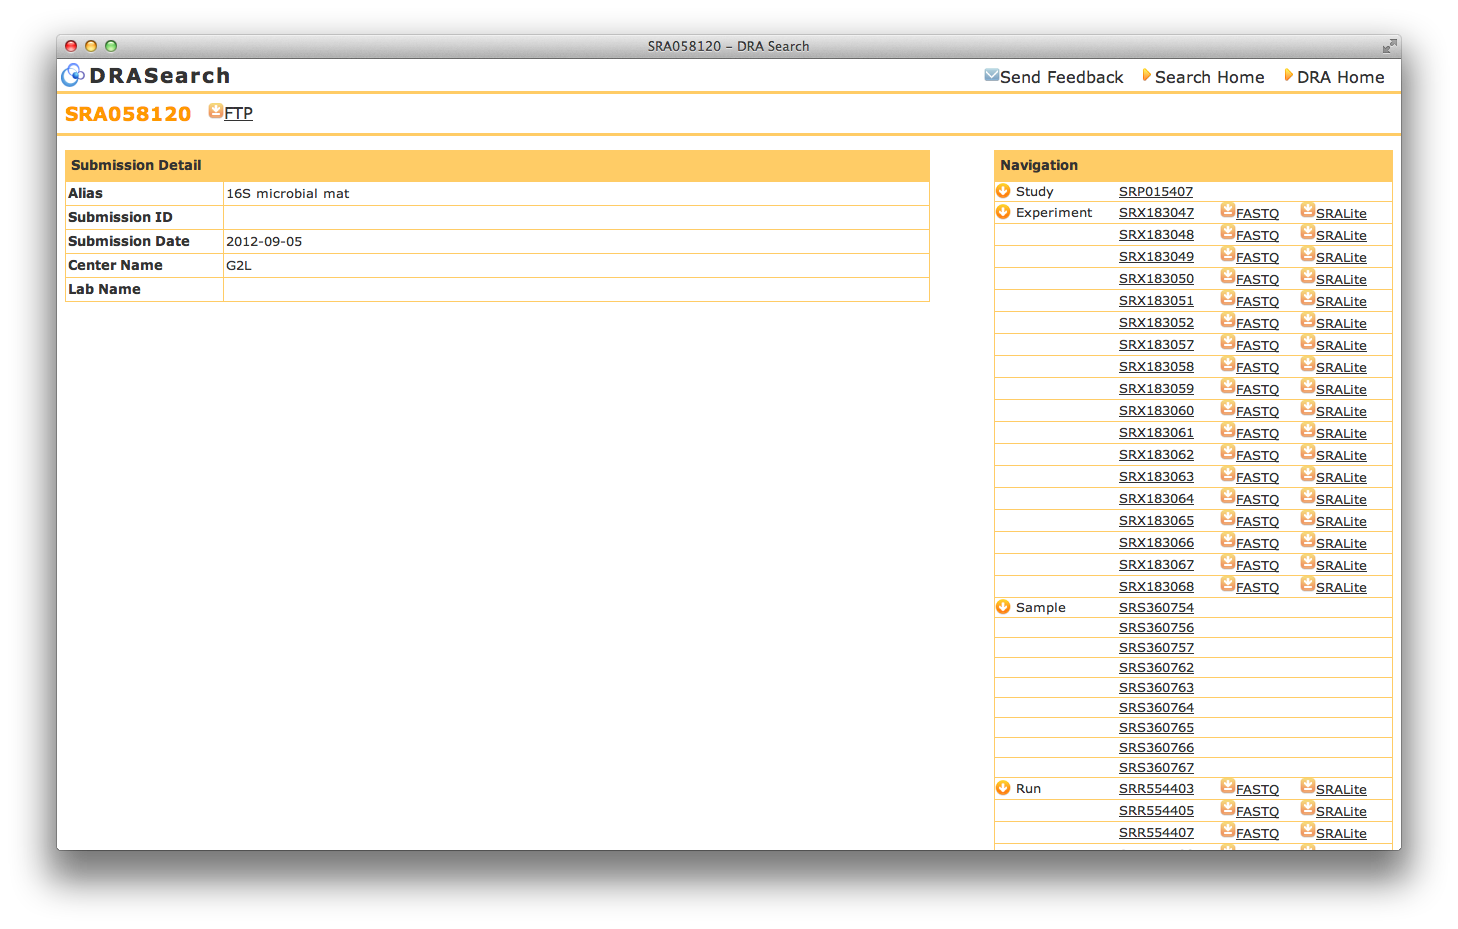 SRA058120 – DRA Search
DRASearch
Send Feedback Search Home DRA Home
SRA058120 FTP
Submission Detail
Alias 16S microbial mat
Submission ID
Submission Date 2012-09-05
Center Name G2L
Lab Name
Navigation
Study SRP015407
Experiment SRX183047 FASTQ SRALite
SRX183048 FASTQ SRALite
SRX183049 FASTQ SRALite
SRX183050 FASTQ SRALite
SRX183051 FASTQ SRALite
SRX183052 FASTQ SRALite
SRX183057 FASTQ SRALite
SRX183058 FASTQ SRALite
SRX183059 FASTQ SRALite
SRX183060 FASTQ SRALite
SRX183061 FASTQ SRALite
SRX183062 FASTQ SRALite
SRX183063 FASTQ SRALite
SRX183064 FASTQ SRALite
SRX183065 FASTQ SRALite
SRX183066 FASTQ SRALite
SRX183067 FASTQ SRALite
SRX183068 FASTQ SRALite
Sample SRS360754
SRS360756
SRS360757
SRS360762
SRS360763
SRS360764
SRS360765
SRS360766
SRS360767
Run SRR554403 FASTQ SRALite
SRR554405 FASTQ SRALite
SRR554407 FASTQ SRALite